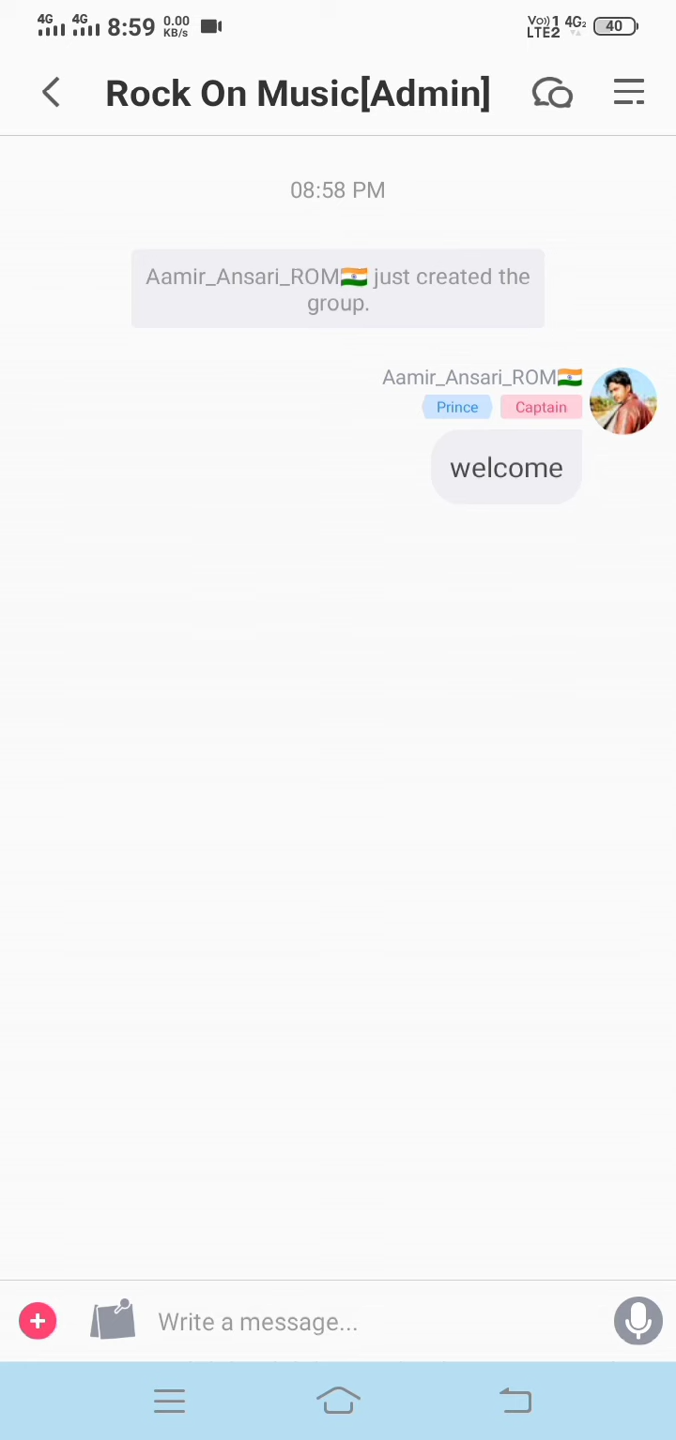 4G 4G 8:59 0.00 KB/s Vo)) 1 LTE2 4G2 40
Rock On Music[Admin]
08:58 PM
Aamir_Ansari_ROM🇮🇳 just created the
group.
Aamir_Ansari_ROM🇮🇳
Prince Captain
welcome
Write a message...